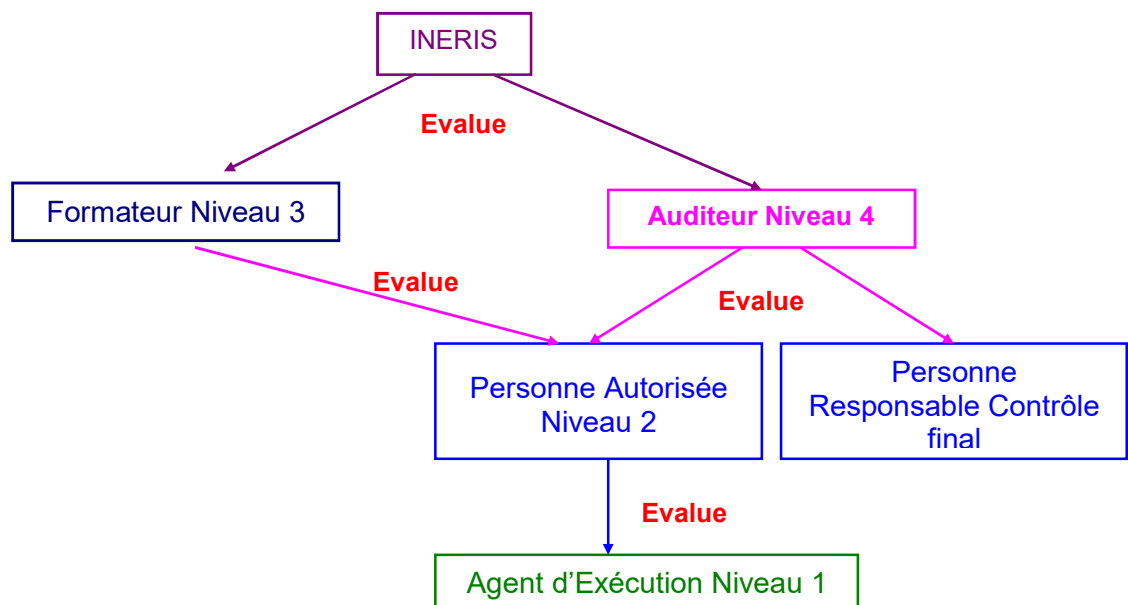 INERIS
Evalue
Formateur Niveau 3
Auditeur Niveau 4
Evalue
Evalue
Personne Autorisée
Niveau 2
Personne
Responsable Contrôle
final
Evalue
Agent d’Exécution Niveau 1